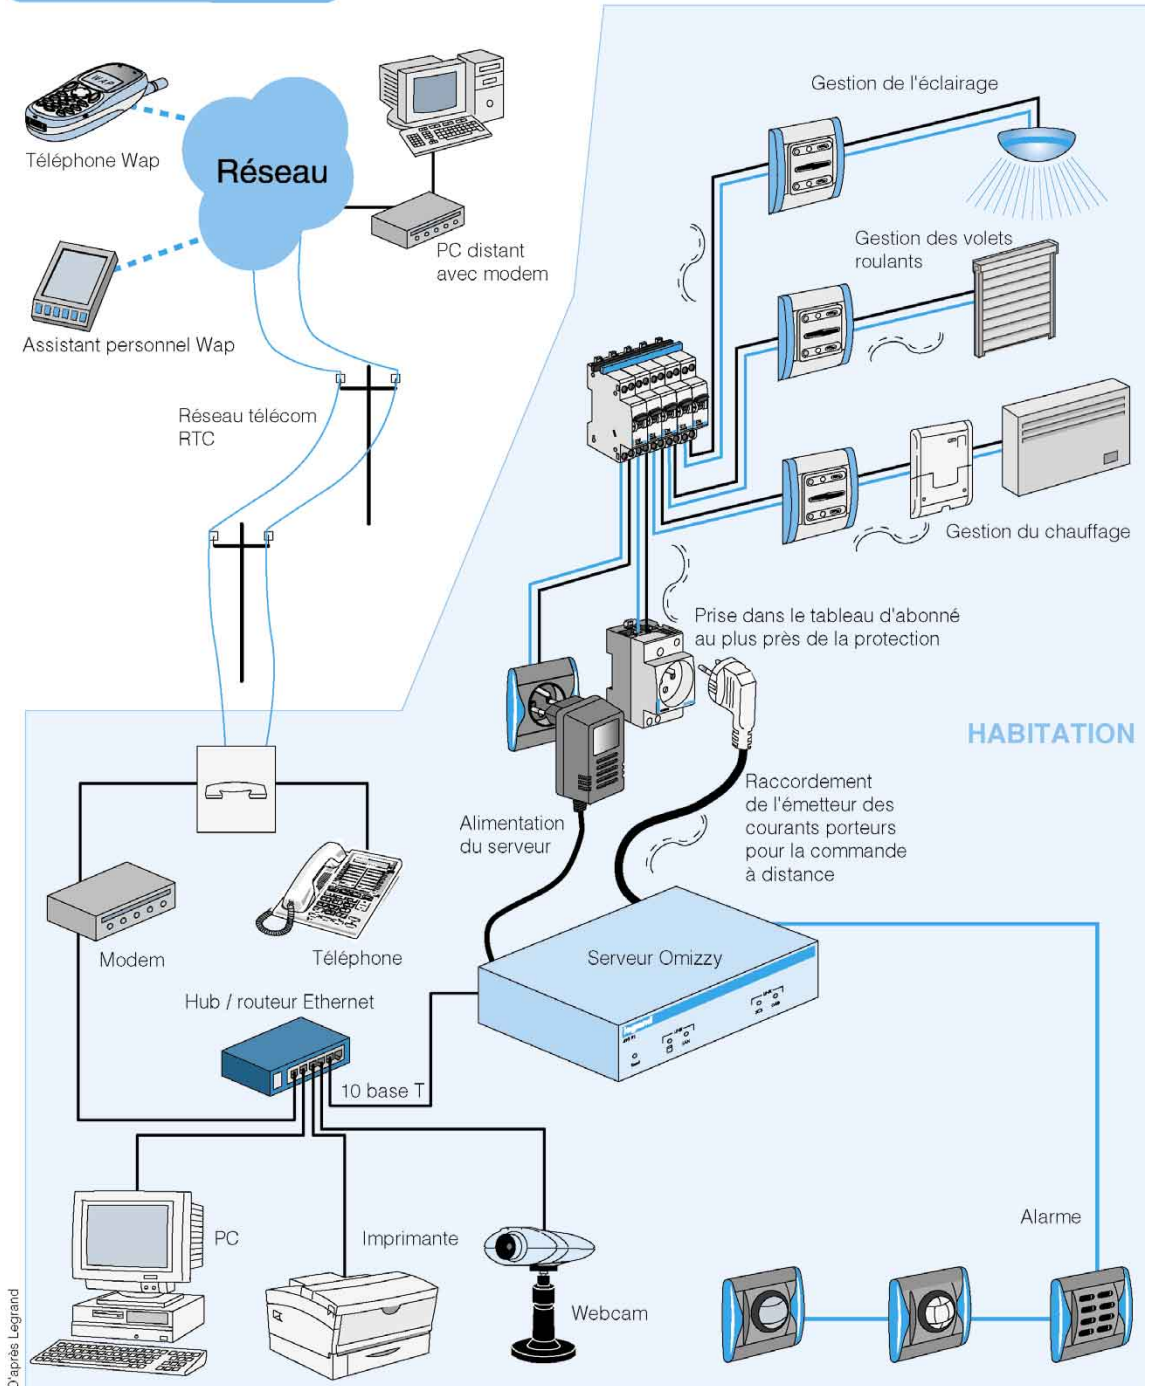 Téléphone Wap
Réseau
Assistant personnel Wap
PC distant
avec modem
Réseau télécom
RTC
Gestion de l'éclairage
Gestion des volets
roulants
Gestion du chauffage
Prise dans le tableau d'abonné
au plus près de la protection
HABITATION
Raccordement
de l'émetteur des
courants porteurs
pour la commande
à distance
Alimentation
du serveur
Modem
Téléphone
Serveur Omizzy
Hub / routeur Ethernet
10 base T
PC
Imprimante
Webcam
Alarme
D'après Legrand